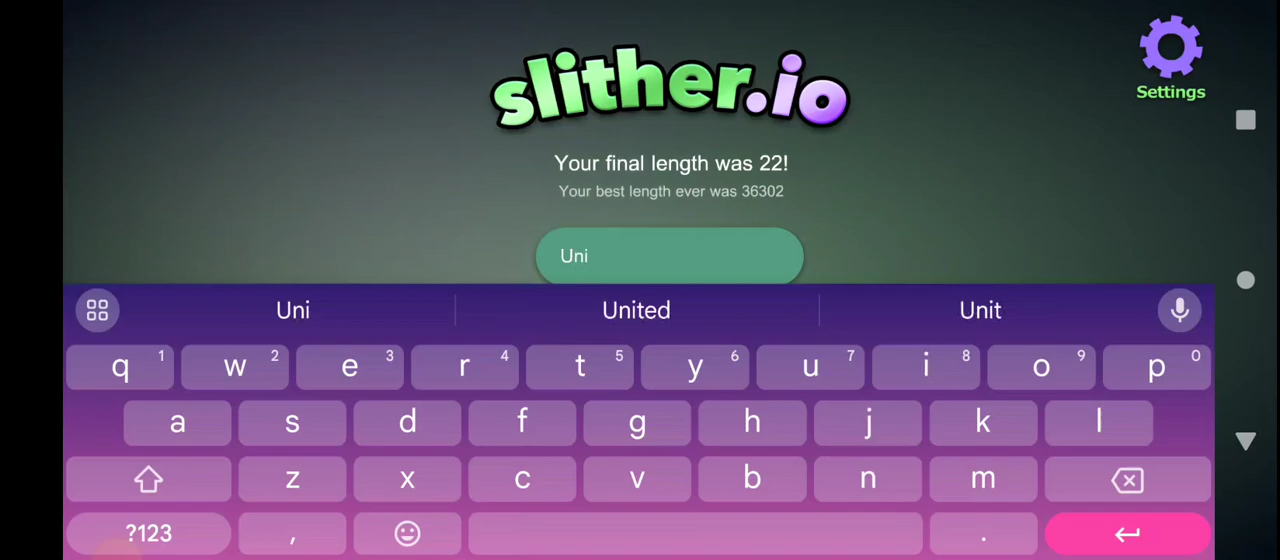 slither.io
Settings
Your final length was 22!
Your best length ever was 36302
Uni
Uni United Unit
q 1 w 2 e 3 r 4 t 5 y 6 u 7 i 8 o 9 p 0
a s d f g h j k l
z x c v b n m
?123 , .